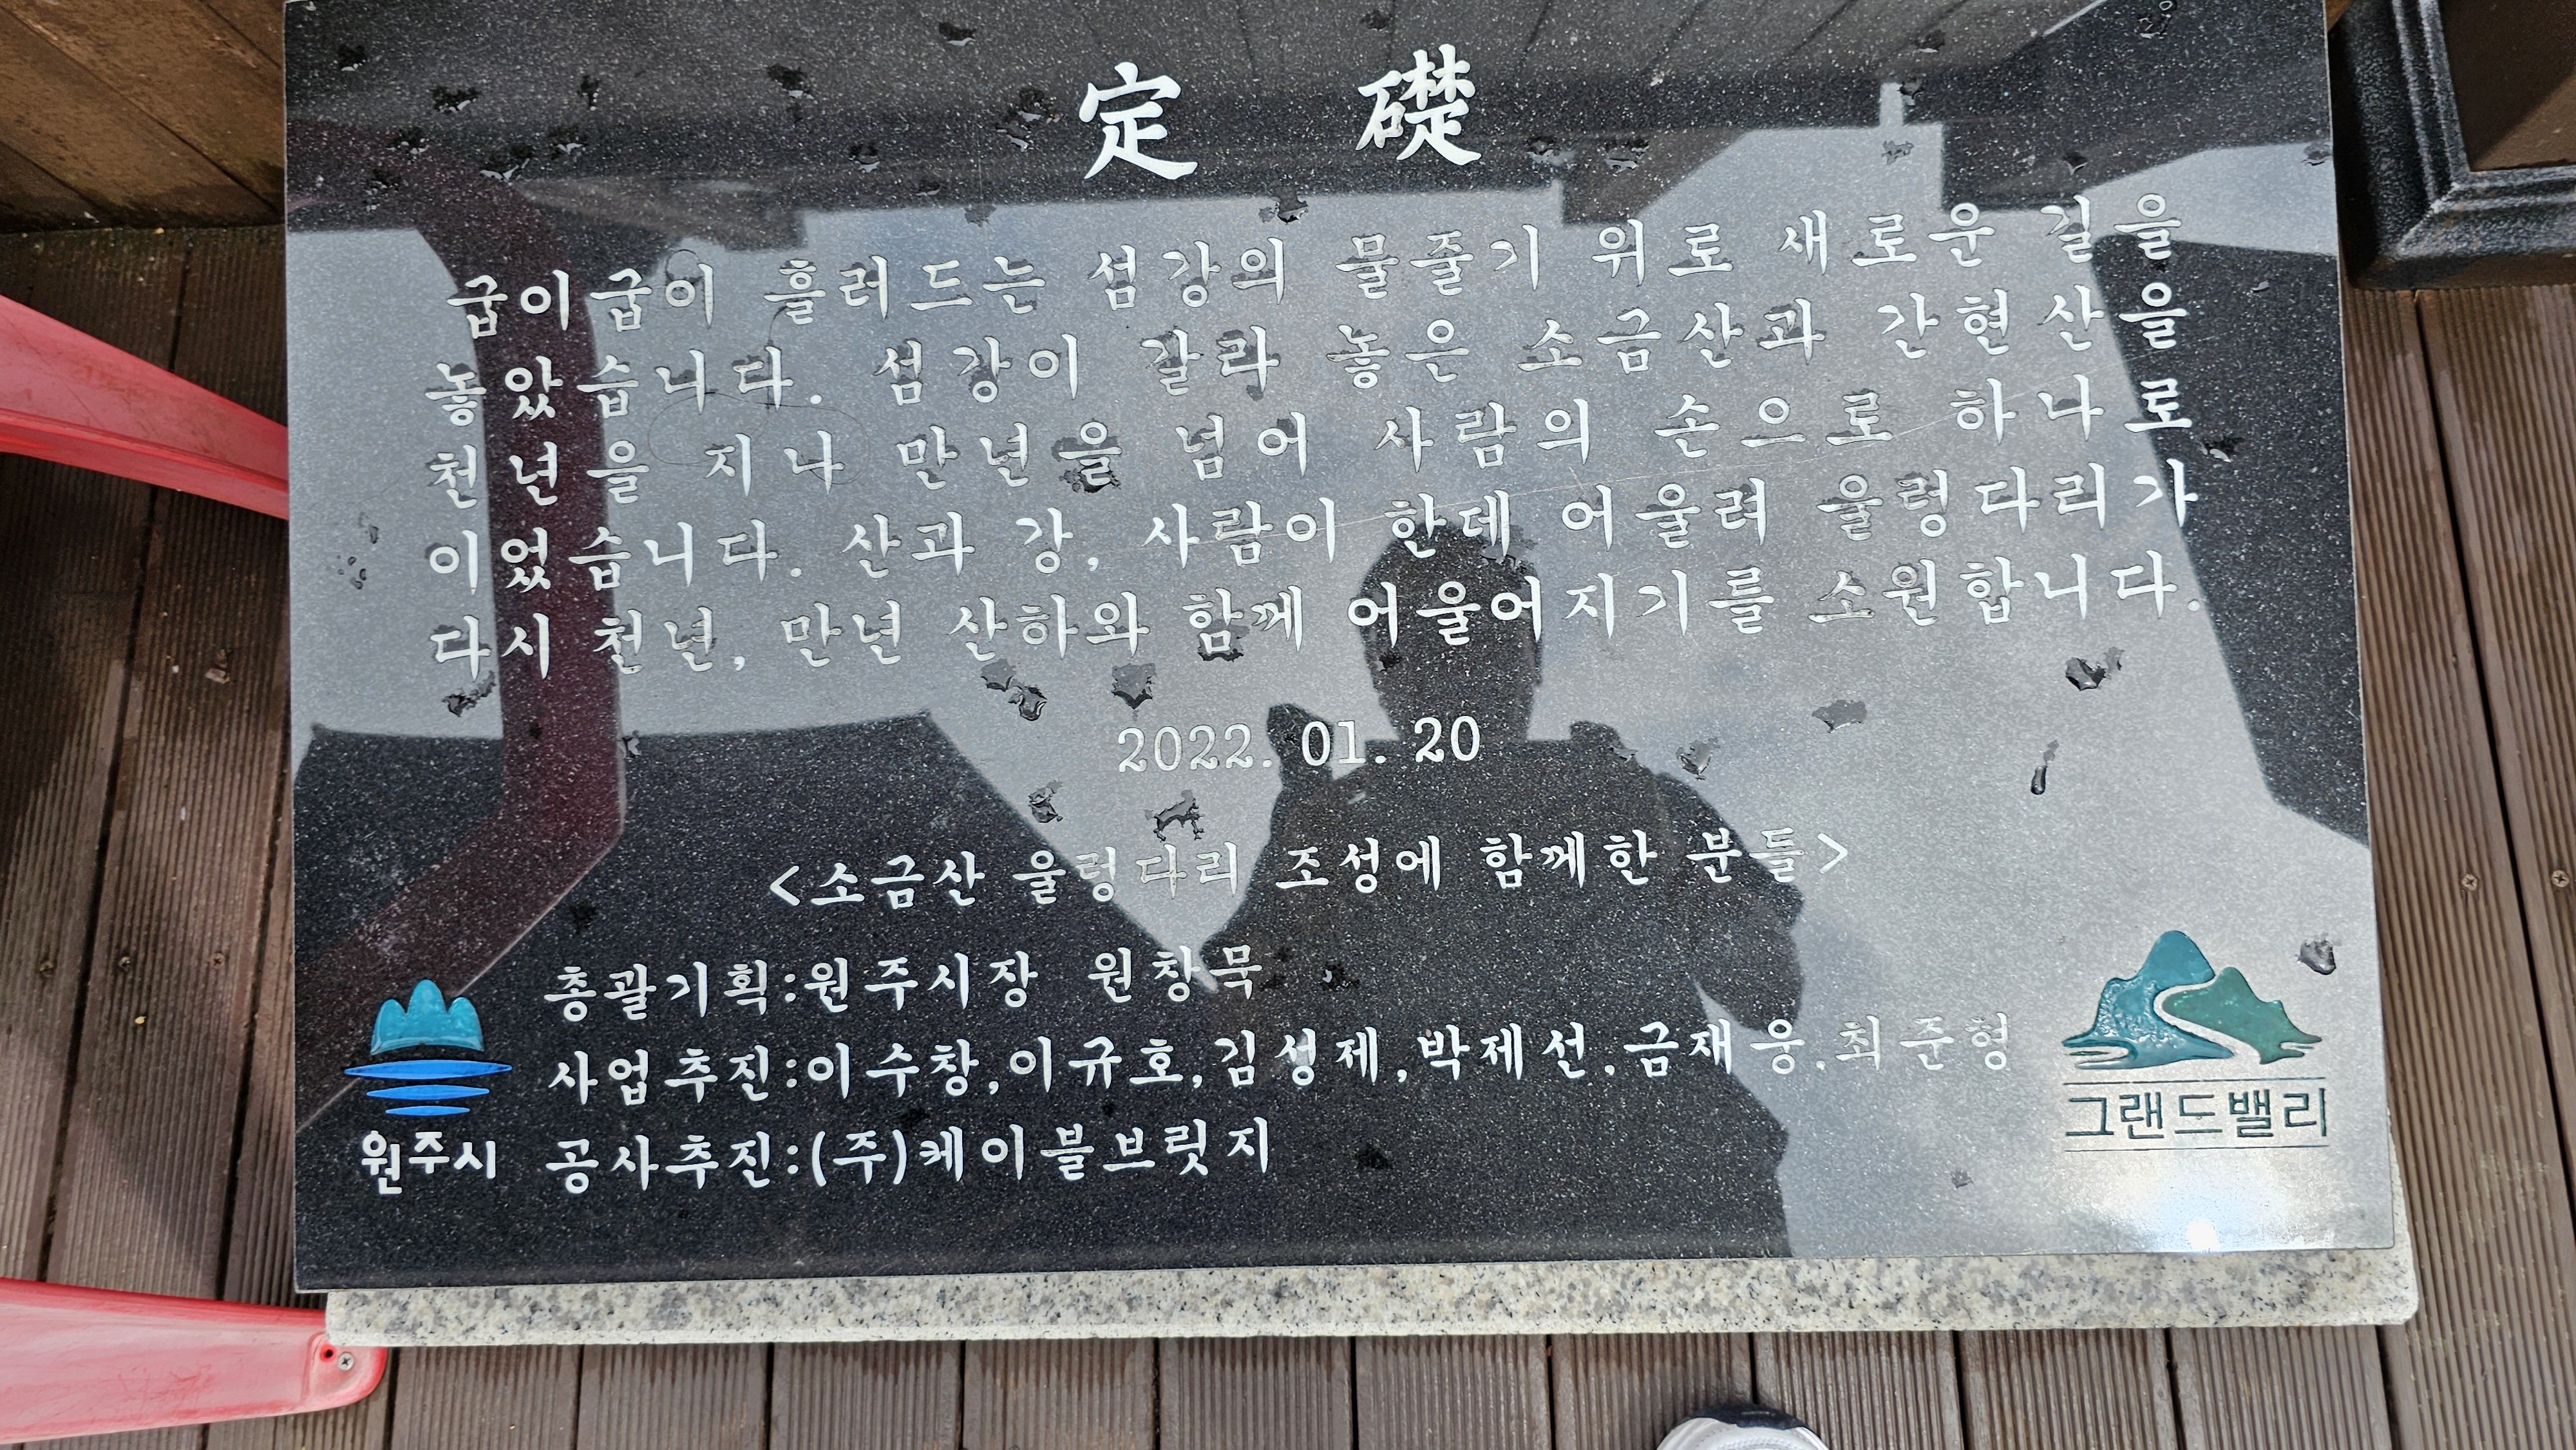 定 礎
굽이굽이 흘러드는 섬강의 물줄기 위로 새로운 길을
놓았습니다. 섬강이 갈라 놓은 소금산과 간현산을
천년을 지나 만년을 넘어 사람의 손으로 하나로
이었습니다. 산과 강, 사람이 한데 어울려 울렁다리가
다시 천년, 만년 산하와 함께 어울어지기를 소원합니다.
2022. 01. 20
<소금산 울렁다리 조성에 함께한 분들>
총괄기획:원주시장 원창묵
사업추진:이수창,이규호,김성제,박제선.금재웅.최준형
공사추진:(주)케이블브릿지
원주시
그랜드밸리